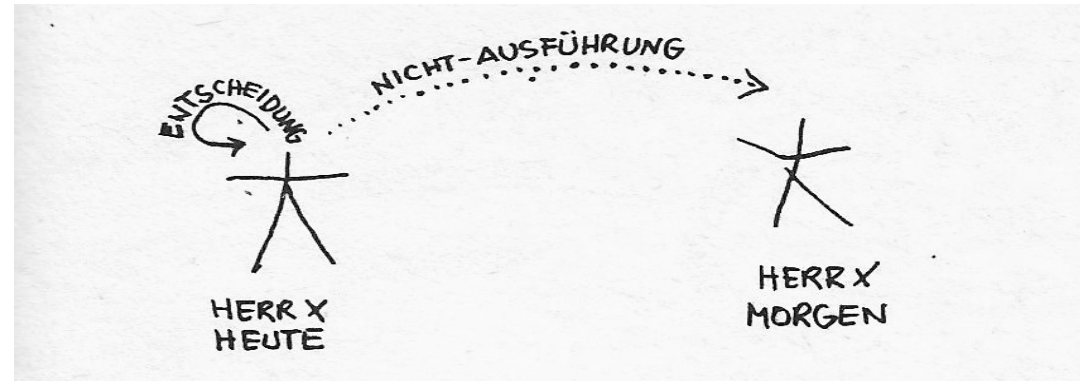 ENTSCHEIDUNG
NICHT-AUSFÜHRUNG
HERR X
HEUTE
HERR X
MORGEN